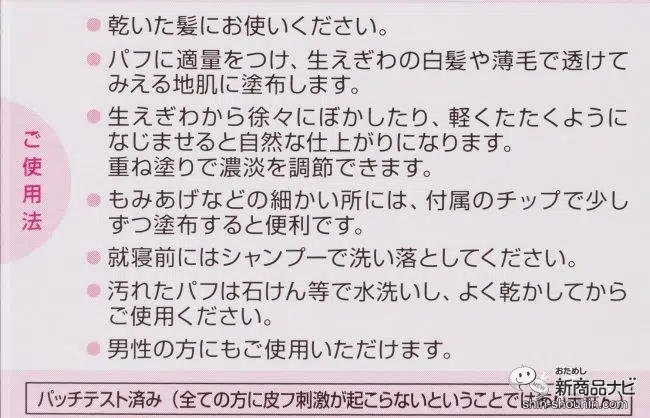 ご使用法
● 乾いた髪にお使いください。
● パフに適量をつけ、生えぎわの白髪や薄毛で透けて
みえる地肌に塗布します。
● 生えぎわから徐々にぼかしたり、軽くたたくように
なじませると自然な仕上がりになります。
重ね塗りで濃淡を調節できます。
● もみあげなどの細かい所には、付属のチップで少し
ずつ塗布すると便利です。
● 就寝前にはシャンプーで洗い落としてください。
● 汚れたパフは石けん等で水洗いし、よく乾かしてから
ご使用ください。
● 男性の方にもご使用いただけます。
パッチテスト済み（全ての方に皮フ刺激が起こらないということではありません）
おためし
新商品ナビ
shin-shouhin.com